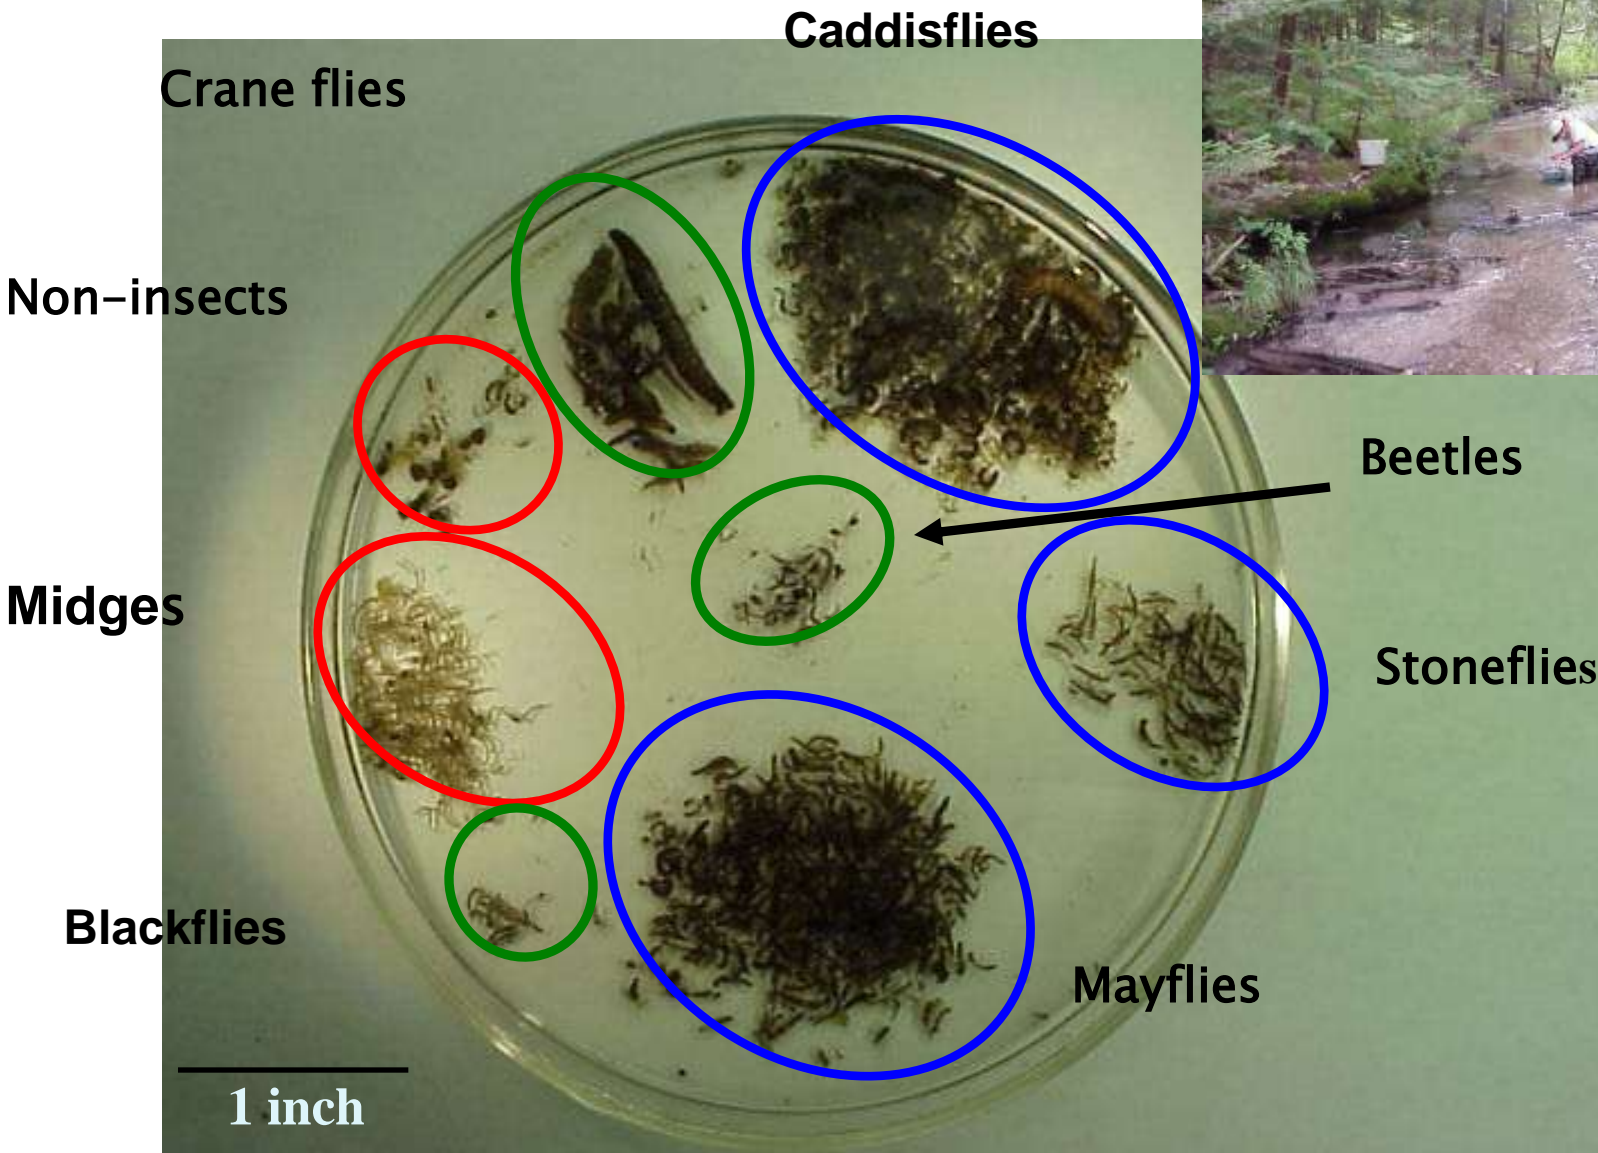 Caddisflies
Crane flies
Non-insects
Beetles
Midges
Stoneflies
Blackflies
Mayflies
1 inch